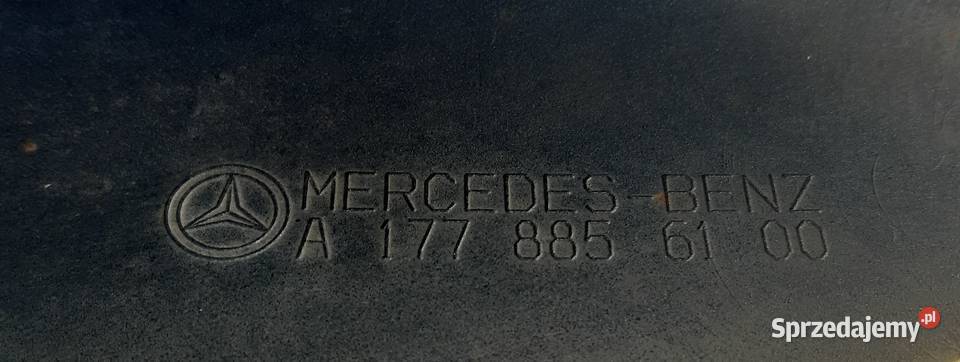 MERCEDES-BENZ
A 177 885 61 00
Sprzedajemy.pl